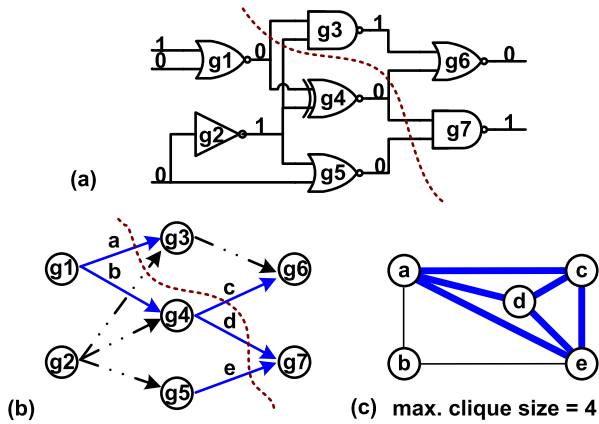 g3 1
1 0 g1 0 g6 0
g4 0
g2 1 g7 1
0 g5 0
(a)
a g3
g1 b c g6
g4 d
g2 e g7
g5
(b)
a c
d
b e
(c) max. clique size = 4